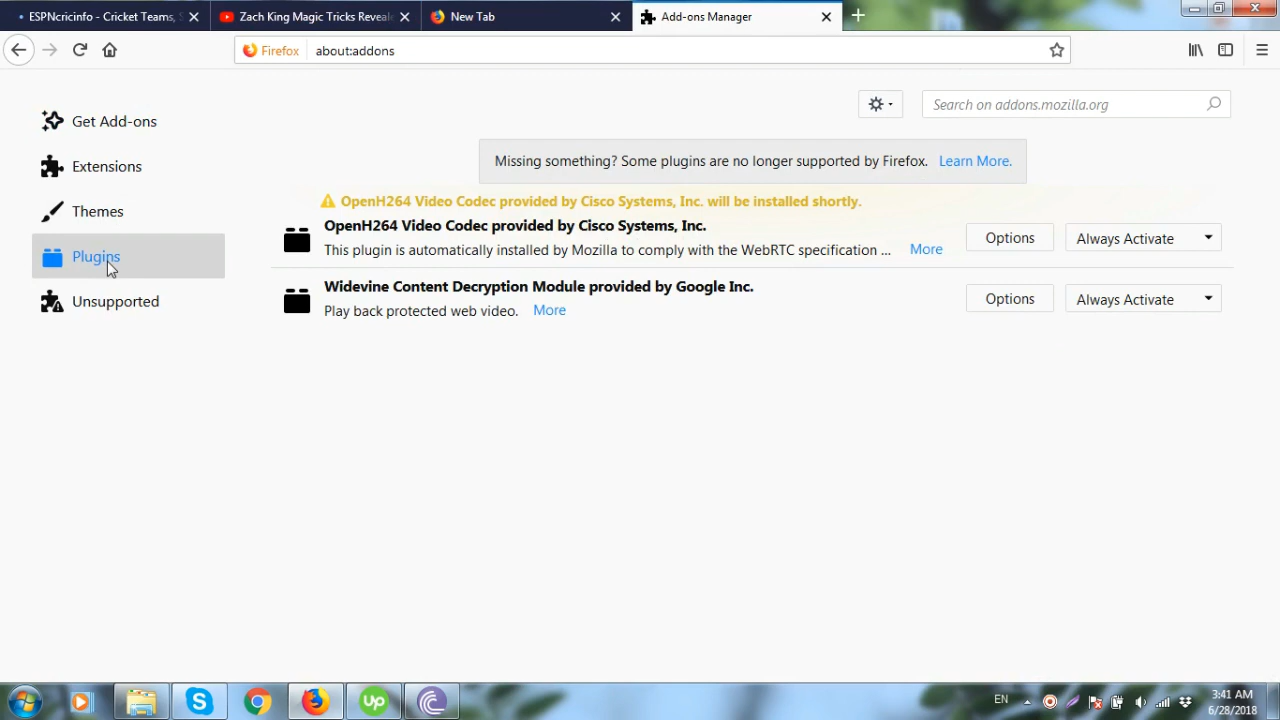 ESPNcricinfo - Cricket Teams, S
Zach King Magic Tricks Reveale
New Tab
Add-ons Manager
Firefox
about:addons
Get Add-ons
Extensions
Themes
Plugins
Unsupported
Search on addons.mozilla.org
Missing something? Some plugins are no longer supported by Firefox. Learn More.
OpenH264 Video Codec provided by Cisco Systems, Inc. will be installed shortly.
OpenH264 Video Codec provided by Cisco Systems, Inc.
This plugin is automatically installed by Mozilla to comply with the WebRTC specification ... More
Options
Always Activate
Widevine Content Decryption Module provided by Google Inc.
Play back protected web video. More
Options
Always Activate
up
EN
3:41 AM
6/28/2018